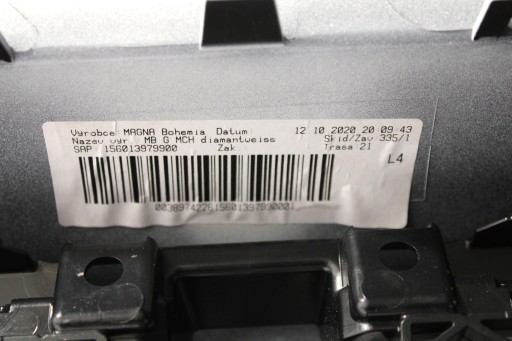 Vyrobce MAGNA Bohemia Datum 12 10 2020 20 09 43
Nazev vyr. MB G MCH diamantweiss Skid/Zav 335/1
SAP 156013979900 Zak. Trasa 21
L4